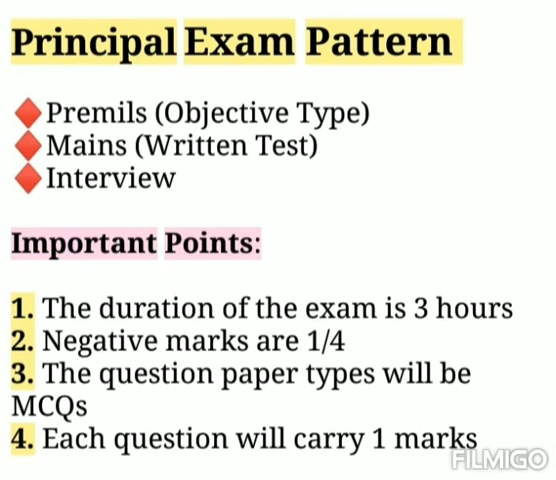 Principal Exam Pattern
Premils (Objective Type)
Mains (Written Test)
Interview
Important Points:
1. The duration of the exam is 3 hours
2. Negative marks are 1/4
3. The question paper types will be
MCQs
4. Each question will carry 1 marks
FILMIGO